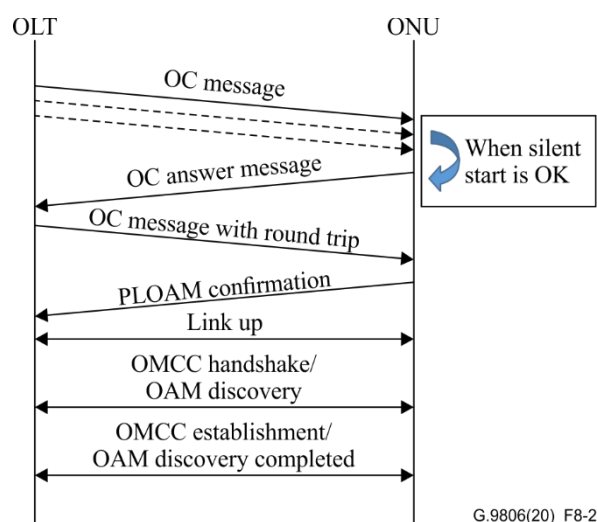 OLT
ONU
OC message
When silent
start is OK
OC answer message
OC message with round trip
PLOAM confirmation
Link up
OMCC handshake/
OAM discovery
OMCC establishment/
OAM discovery completed
G.9806(20)_F8-2